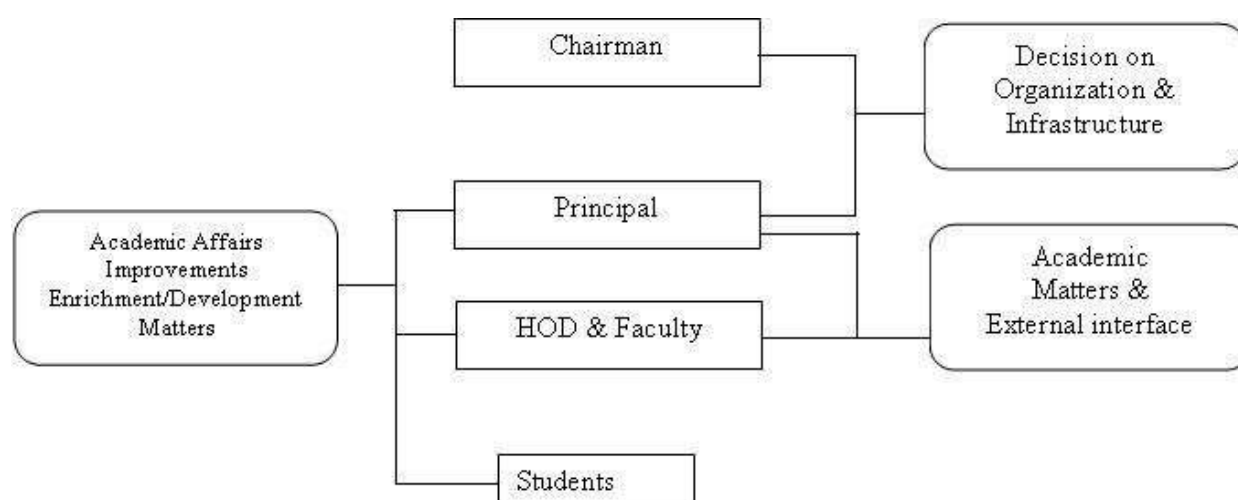 Chairman
Decision on
Organization &
Infrastructure
Principal
Academic Affairs
Improvements
Enrichment/Development
Matters
Academic
Matters &
External interface
HOD & Faculty
Students